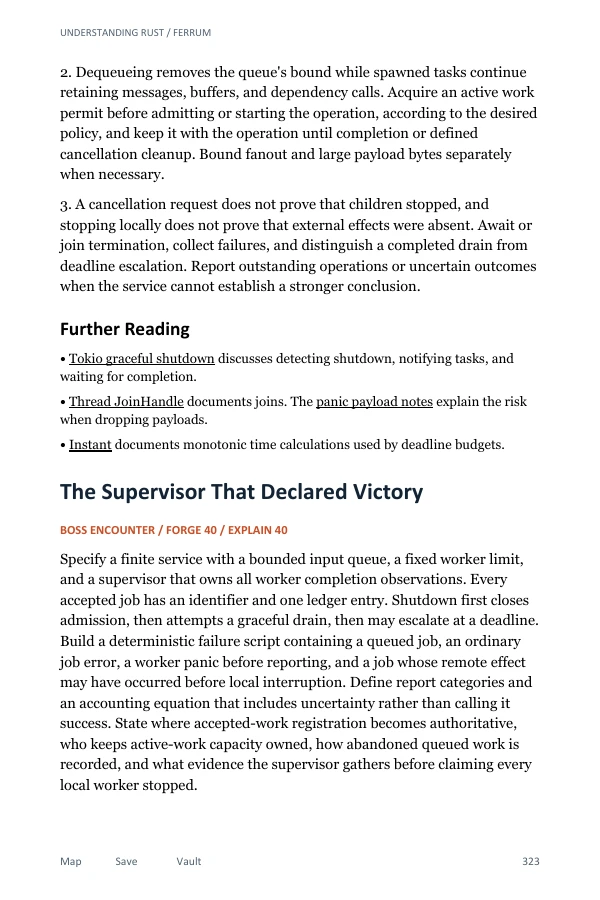 UNDERSTANDING RUST / FERRUM
2. Dequeueing removes the queue's bound while spawned tasks continue
retaining messages, buffers, and dependency calls. Acquire an active work
permit before admitting or starting the operation, according to the desired
policy, and keep it with the operation until completion or defined
cancellation cleanup. Bound fanout and large payload bytes separately
when necessary.
3. A cancellation request does not prove that children stopped, and
stopping locally does not prove that external effects were absent. Await or
join termination, collect failures, and distinguish a completed drain from
deadline escalation. Report outstanding operations or uncertain outcomes
when the service cannot establish a stronger conclusion.
Further Reading
• Tokio graceful shutdown discusses detecting shutdown, notifying tasks, and
waiting for completion.
• Thread JoinHandle documents joins. The panic payload notes explain the risk
when dropping payloads.
• Instant documents monotonic time calculations used by deadline budgets.
The Supervisor That Declared Victory
BOSS ENCOUNTER / FORGE 40 / EXPLAIN 40
Specify a finite service with a bounded input queue, a fixed worker limit,
and a supervisor that owns all worker completion observations. Every
accepted job has an identifier and one ledger entry. Shutdown first closes
admission, then attempts a graceful drain, then may escalate at a deadline.
Build a deterministic failure script containing a queued job, an ordinary
job error, a worker panic before reporting, and a job whose remote effect
may have occurred before local interruption. Define report categories and
an accounting equation that includes uncertainty rather than calling it
success. State where accepted-work registration becomes authoritative,
who keeps active-work capacity owned, how abandoned queued work is
recorded, and what evidence the supervisor gathers before claiming every
local worker stopped.
Map Save Vault 323